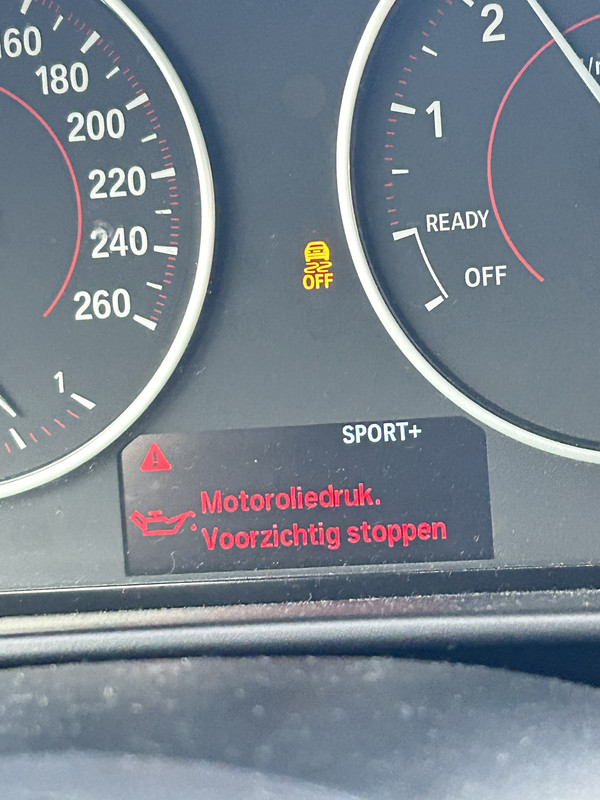 160
180
200
220
240
260
1
2
1
READY
OFF
OFF
SPORT+
Motoroliedruk.
Voorzichtig stoppen